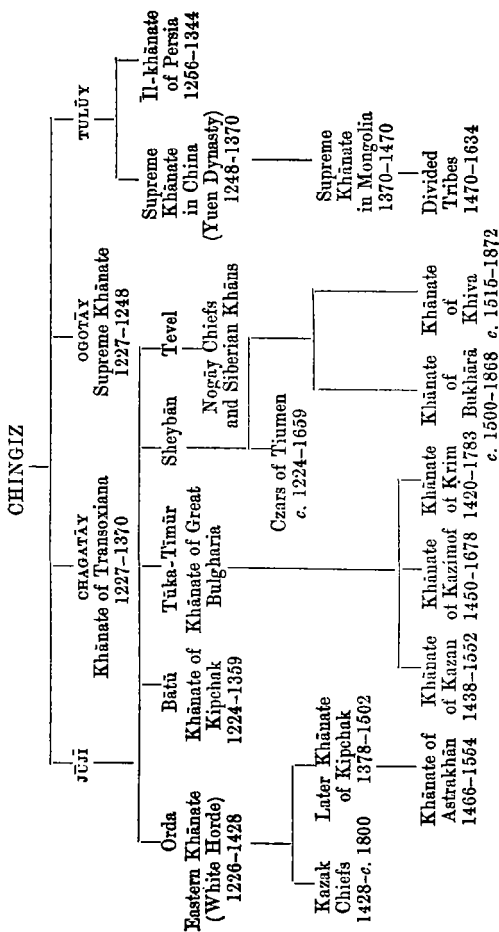 CHINGIZ
JŪJĪ
CHAGATĀY
Khānate of Transoxiana
1227–1370
OGOTĀY
Supreme Khānate
1227–1248
TULŪY
Orda
Eastern Khānate
(White Horde)
1226–1428
Bātū
Khānate of
Kipchak
1224–1359
Tūka-Tīmūr
Khānate of Great
Bulgharia
Sheybān
Tevel
Nogāy Chiefs
and Siberian Khāns
Supreme
Khānate
in China
(Yuen Dynasty)
1248–1370
Īl-khānate
of Persia
1256–1344
Czars of Tiumen
c. 1224–1659
Supreme
Khānate
in Mongolia
1370–1470
Kazak
Chiefs
1428–c. 1800
Later Khānate
of Kipchak
1378–1502
Khānate of
Astrakhān
1466–1554
Khānate
of Kazan
1438–1552
Khānate
of Kazimof
1450–1678
Khānate
of Krim
1420–1783
Khānate
of
Bukhārā
c. 1500–1868
Khānate
of
Khiva
c. 1515–1872
Divided
Tribes
1470–1634